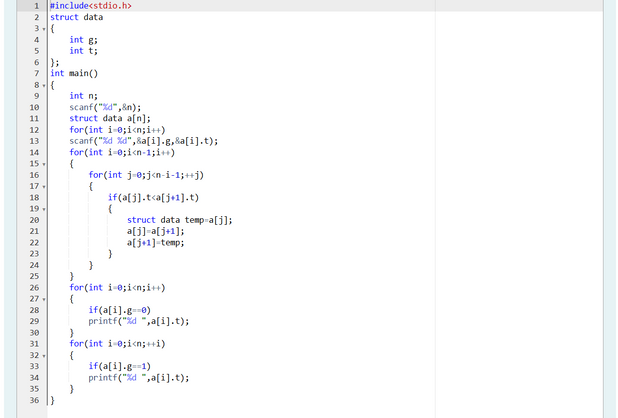 1 #include<stdio.h>
2 struct data
3 {
4 int g;
5 int t;
6 };
7 int main()
8 {
9 int n;
10 scanf("%d",&n);
11 struct data a[n];
12 for(int i=0;i<n;i++)
13 scanf("%d %d",&a[i].g,&a[i].t);
14 for(int i=0;i<n-1;i++)
15 {
16 for(int j=0;j<n-i-1;++j)
17 {
18 if(a[j].t<a[j+1].t)
19 {
20 struct data temp=a[j];
21 a[j]=a[j+1];
22 a[j+1]=temp;
23 }
24 }
25 }
26 for(int i=0;i<n;i++)
27 {
28 if(a[i].g==0)
29 printf("%d ",a[i].t);
30 }
31 for(int i=0;i<n;++i)
32 {
33 if(a[i].g==1)
34 printf("%d ",a[i].t);
35 }
36 }